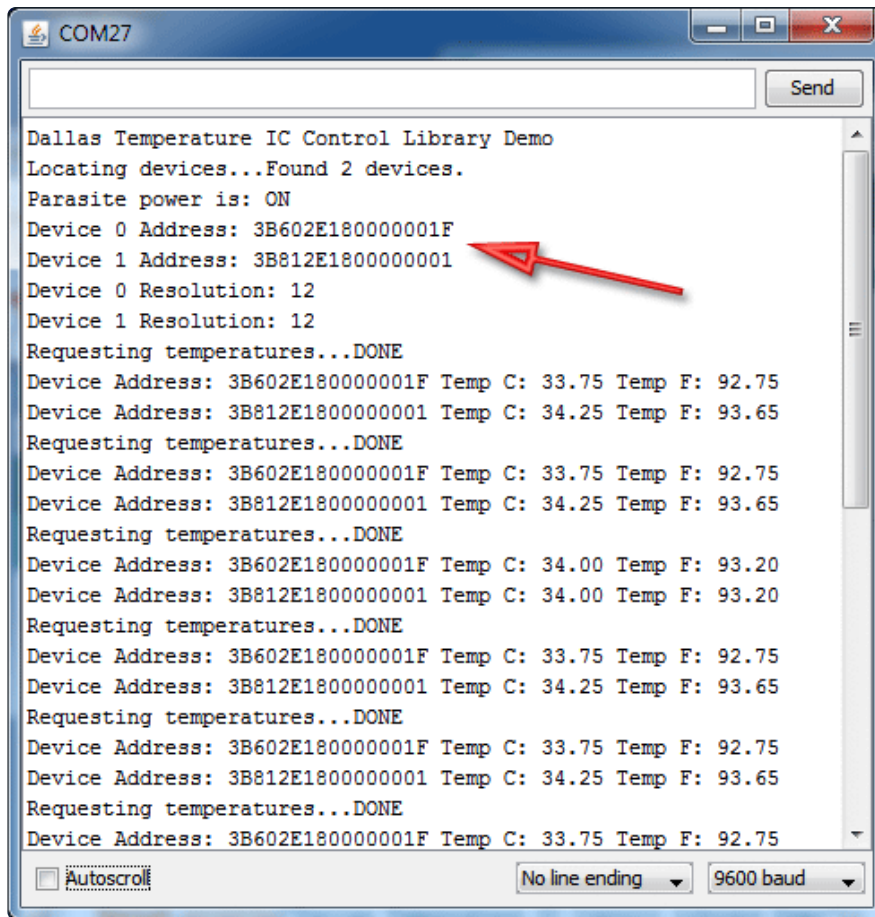 COM27
Send
Dallas Temperature IC Control Library Demo
Locating devices...Found 2 devices.
Parasite power is: ON
Device 0 Address: 3B602E180000001F
Device 1 Address: 3B812E1800000001
Device 0 Resolution: 12
Device 1 Resolution: 12
Requesting temperatures...DONE
Device Address: 3B602E180000001F Temp C: 33.75 Temp F: 92.75
Device Address: 3B812E1800000001 Temp C: 34.25 Temp F: 93.65
Requesting temperatures...DONE
Device Address: 3B602E180000001F Temp C: 33.75 Temp F: 92.75
Device Address: 3B812E1800000001 Temp C: 34.25 Temp F: 93.65
Requesting temperatures...DONE
Device Address: 3B602E180000001F Temp C: 34.00 Temp F: 93.20
Device Address: 3B812E1800000001 Temp C: 34.00 Temp F: 93.20
Requesting temperatures...DONE
Device Address: 3B602E180000001F Temp C: 33.75 Temp F: 92.75
Device Address: 3B812E1800000001 Temp C: 34.25 Temp F: 93.65
Requesting temperatures...DONE
Device Address: 3B602E180000001F Temp C: 33.75 Temp F: 92.75
Device Address: 3B812E1800000001 Temp C: 34.25 Temp F: 93.65
Requesting temperatures...DONE
Device Address: 3B602E180000001F Temp C: 33.75 Temp F: 92.75
Autoscroll
No line ending
9600 baud